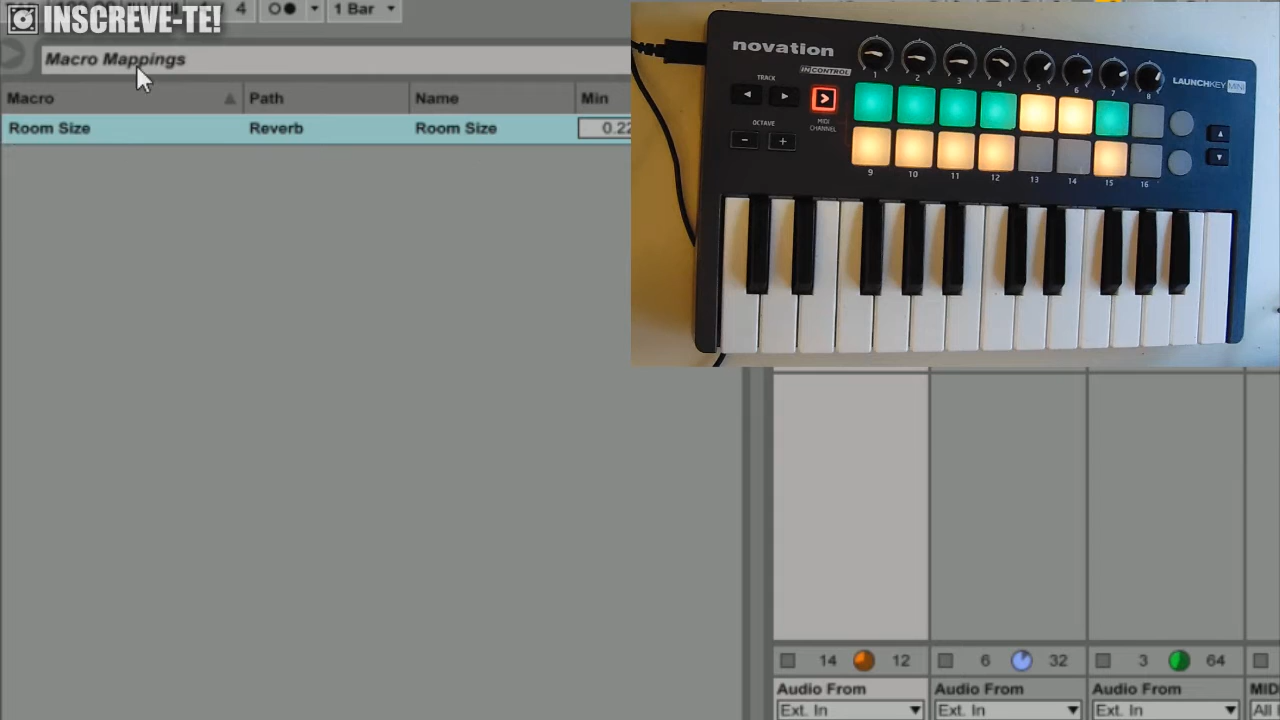 INSCREVE-TE!
4
1 Bar
Macro Mappings
Macro Path Name Min
Room Size Reverb Room Size 0.22
novation
INCONTROL
LAUNCHKEY MINI
1 2 3 4 5 6 7 8
TRACK
MIDI
CHANNEL
OCTAVE
- +
9 10 11 12 13 14 15 16
14 12 6 32 3 64
Audio From Audio From Audio From MID
Ext. In Ext. In Ext. In All